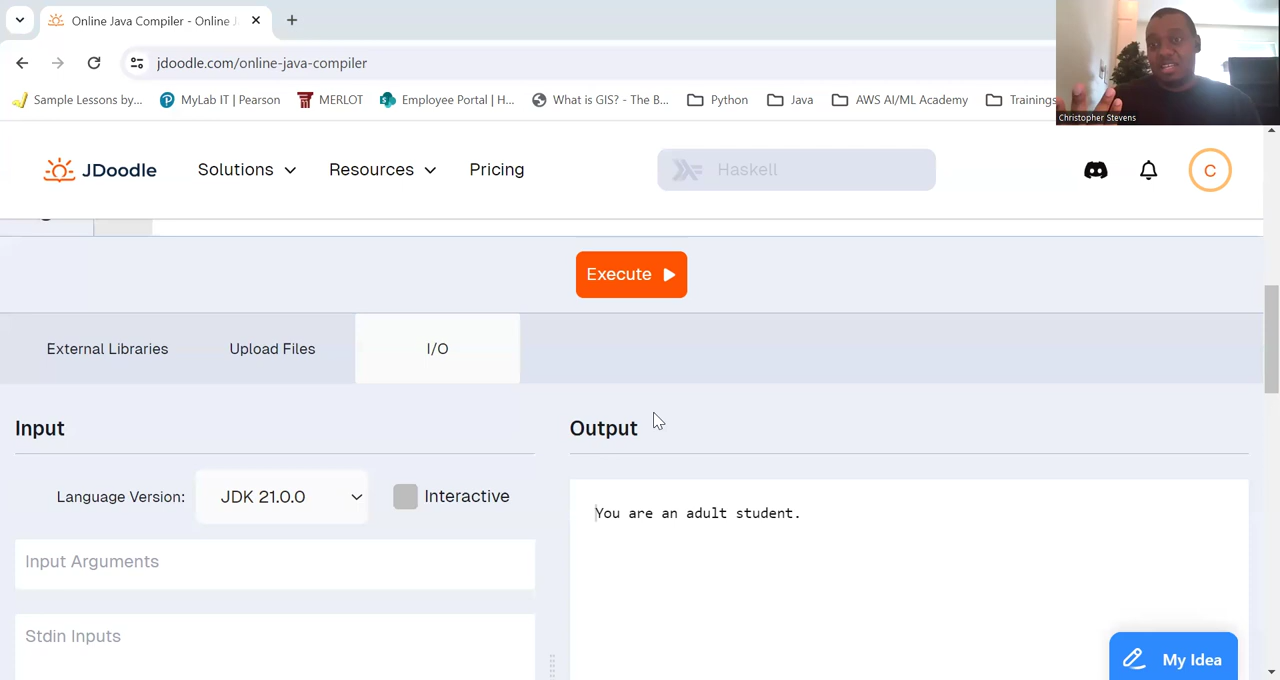 Online Java Compiler - Online J
jdoodle.com/online-java-compiler
Sample Lessons by... MyLab IT | Pearson MERLOT Employee Portal | H... What is GIS? - The B... Python Java AWS AI/ML Academy Trainings
Christopher Stevens
JDoodle Solutions Resources Pricing Haskell C
Execute
External Libraries Upload Files I/O
Input Output
Language Version: JDK 21.0.0 Interactive
You are an adult student.
Input Arguments
Stdin Inputs
My Idea